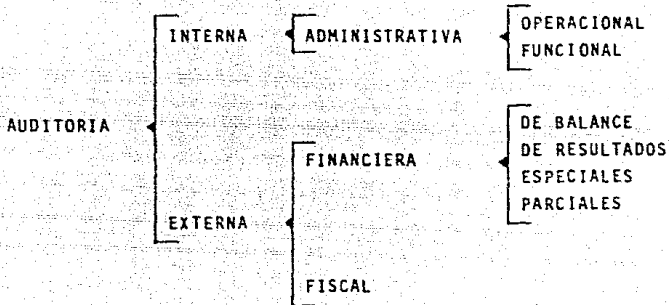 INTERNA ADMINISTRATIVA OPERACIONAL
FUNCIONAL
AUDITORIA
DE BALANCE
FINANCIERA DE RESULTADOS
ESPECIALES
PARCIALES
EXTERNA
FISCAL